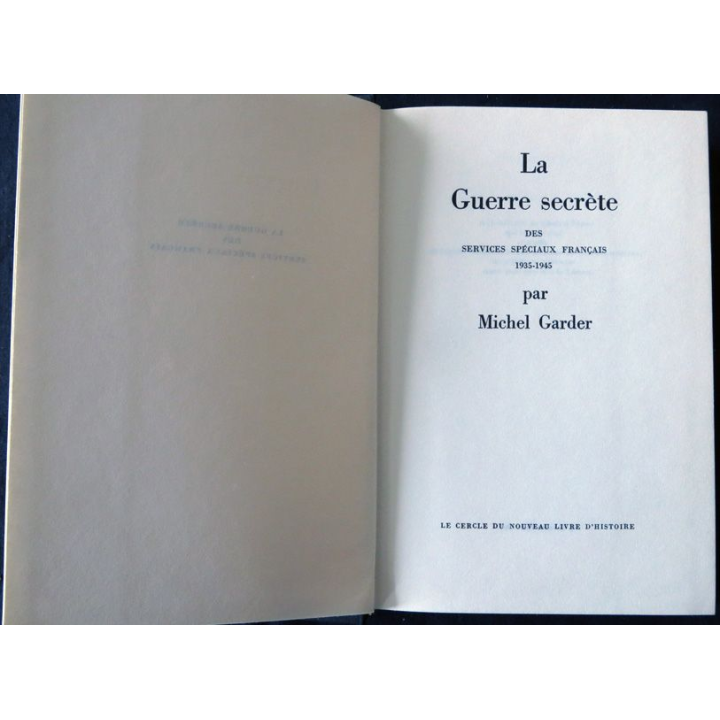 La
Guerre secrète
DES
SERVICES SPÉCIAUX FRANÇAIS
1935-1945
par
Michel Garder
LE CERCLE DU NOUVEAU LIVRE D'HISTOIRE